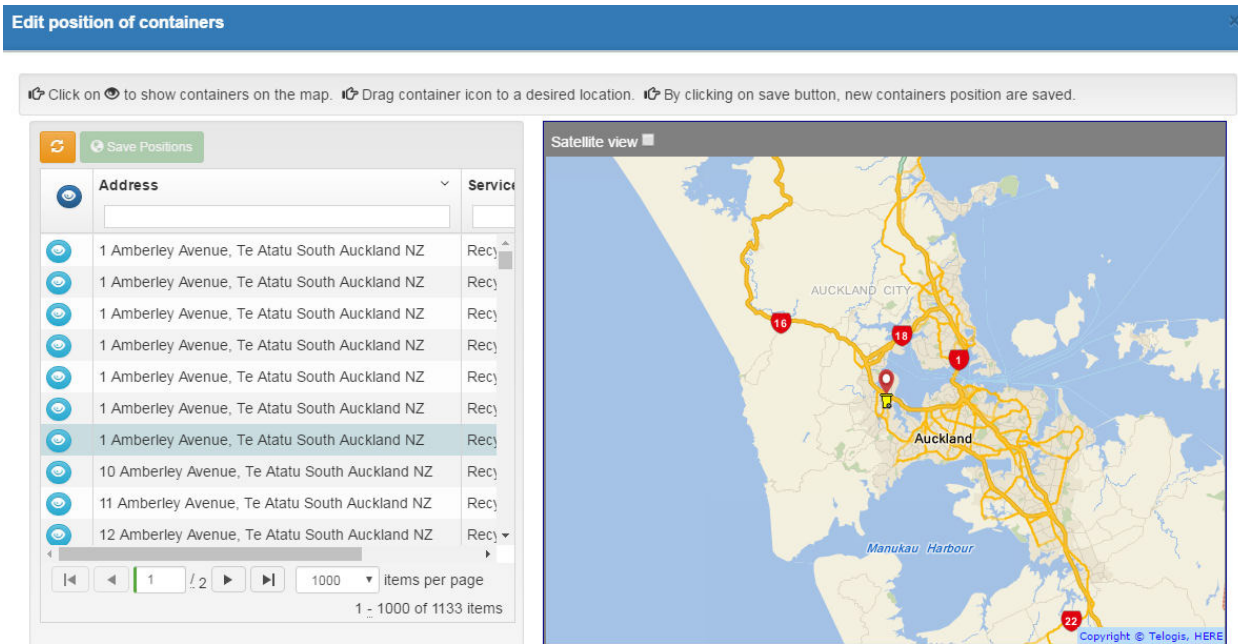 Edit position of containers
×
Click on to show containers on the map. Drag container icon to a desired location. By clicking on save button, new containers position are saved.
Save Positions
Address Service
1 Amberley Avenue, Te Atatu South Auckland NZ Recy
1 Amberley Avenue, Te Atatu South Auckland NZ Recy
1 Amberley Avenue, Te Atatu South Auckland NZ Recy
1 Amberley Avenue, Te Atatu South Auckland NZ Recy
1 Amberley Avenue, Te Atatu South Auckland NZ Recy
1 Amberley Avenue, Te Atatu South Auckland NZ Recy
1 Amberley Avenue, Te Atatu South Auckland NZ Recy
10 Amberley Avenue, Te Atatu South Auckland NZ Recy
11 Amberley Avenue, Te Atatu South Auckland NZ Recy
12 Amberley Avenue, Te Atatu South Auckland NZ Recy
1 / 2 1000 items per page
1 - 1000 of 1133 items
Satellite view
AUCKLAND CITY
16
18
1
Auckland
Manukau Harbour
22
Copyright © Telogis, HERE